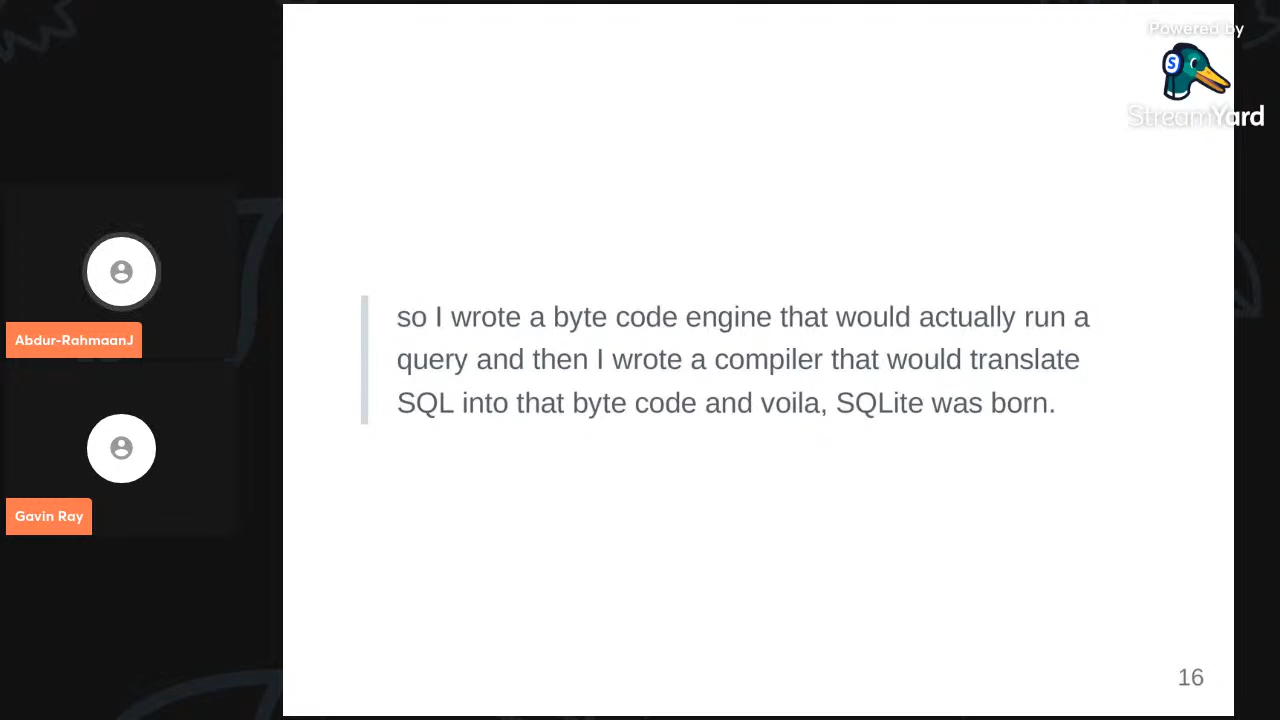 Powered by
S
StreamYard
Abdur-RahmaanJ
Gavin Ray
so I wrote a byte code engine that would actually run a
query and then I wrote a compiler that would translate
SQL into that byte code and voila, SQLite was born.
16